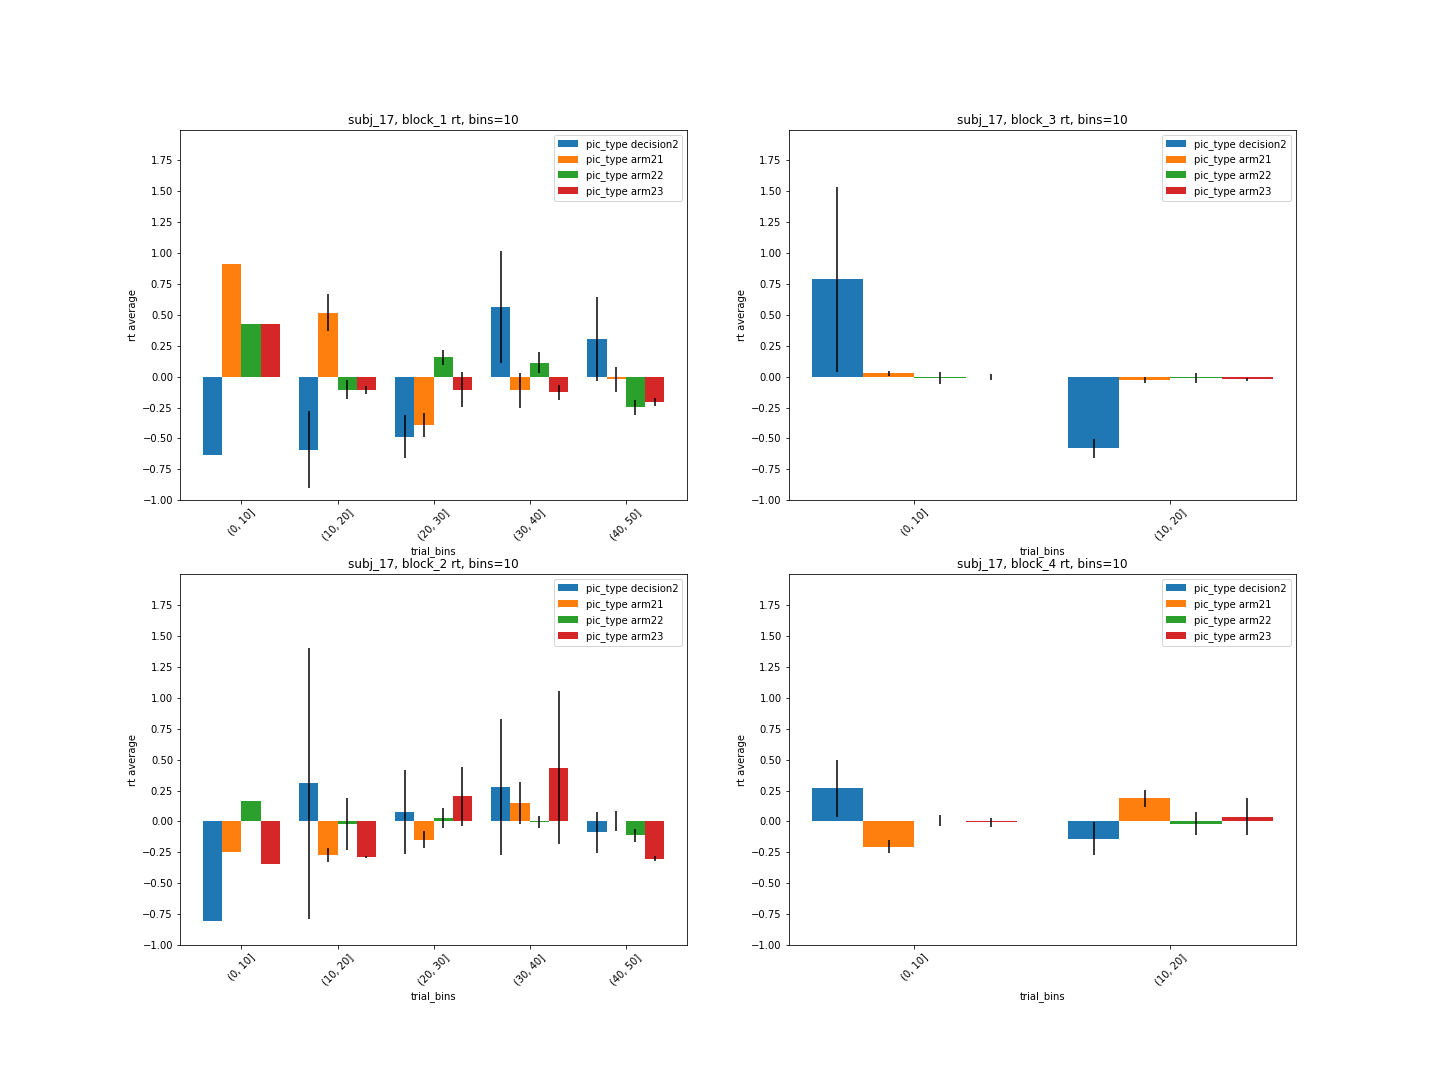 subj_17, block_1 rt, bins=10
pic_type decision2
pic_type arm21
pic_type arm22
pic_type arm23
1.75
1.50
1.25
1.00
0.75
0.50
0.25
0.00
−0.25
−0.50
−0.75
−1.00
rt average
(0, 10]
(10, 20]
(20, 30]
(30, 40]
(40, 50]
trial_bins
subj_17, block_3 rt, bins=10
pic_type decision2
pic_type arm21
pic_type arm22
pic_type arm23
1.75
1.50
1.25
1.00
0.75
0.50
0.25
0.00
−0.25
−0.50
−0.75
−1.00
rt average
(0, 10]
(10, 20]
trial_bins
subj_17, block_2 rt, bins=10
pic_type decision2
pic_type arm21
pic_type arm22
pic_type arm23
1.75
1.50
1.25
1.00
0.75
0.50
0.25
0.00
−0.25
−0.50
−0.75
−1.00
rt average
(0, 10]
(10, 20]
(20, 30]
(30, 40]
(40, 50]
trial_bins
subj_17, block_4 rt, bins=10
pic_type decision2
pic_type arm21
pic_type arm22
pic_type arm23
1.75
1.50
1.25
1.00
0.75
0.50
0.25
0.00
−0.25
−0.50
−0.75
−1.00
rt average
(0, 10]
(10, 20]
trial_bins